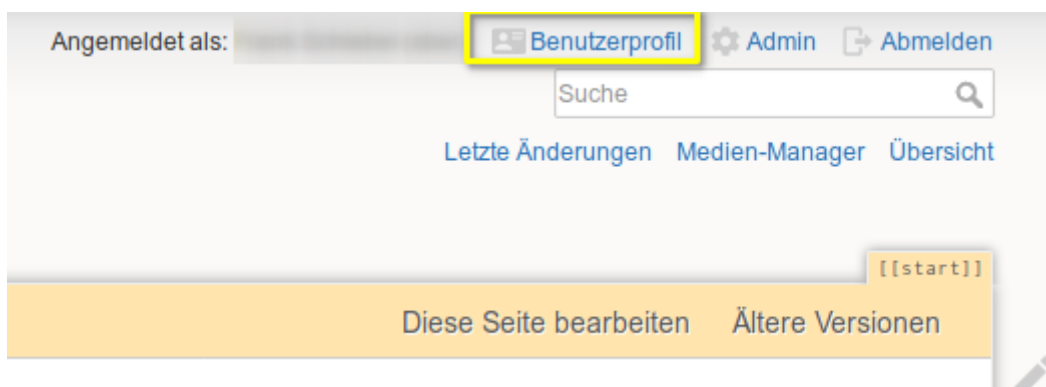 Angemeldet als: Benutzerprofil Admin Abmelden
Suche
Letzte Änderungen Medien-Manager Übersicht
[[start]]
Diese Seite bearbeiten Ältere Versionen